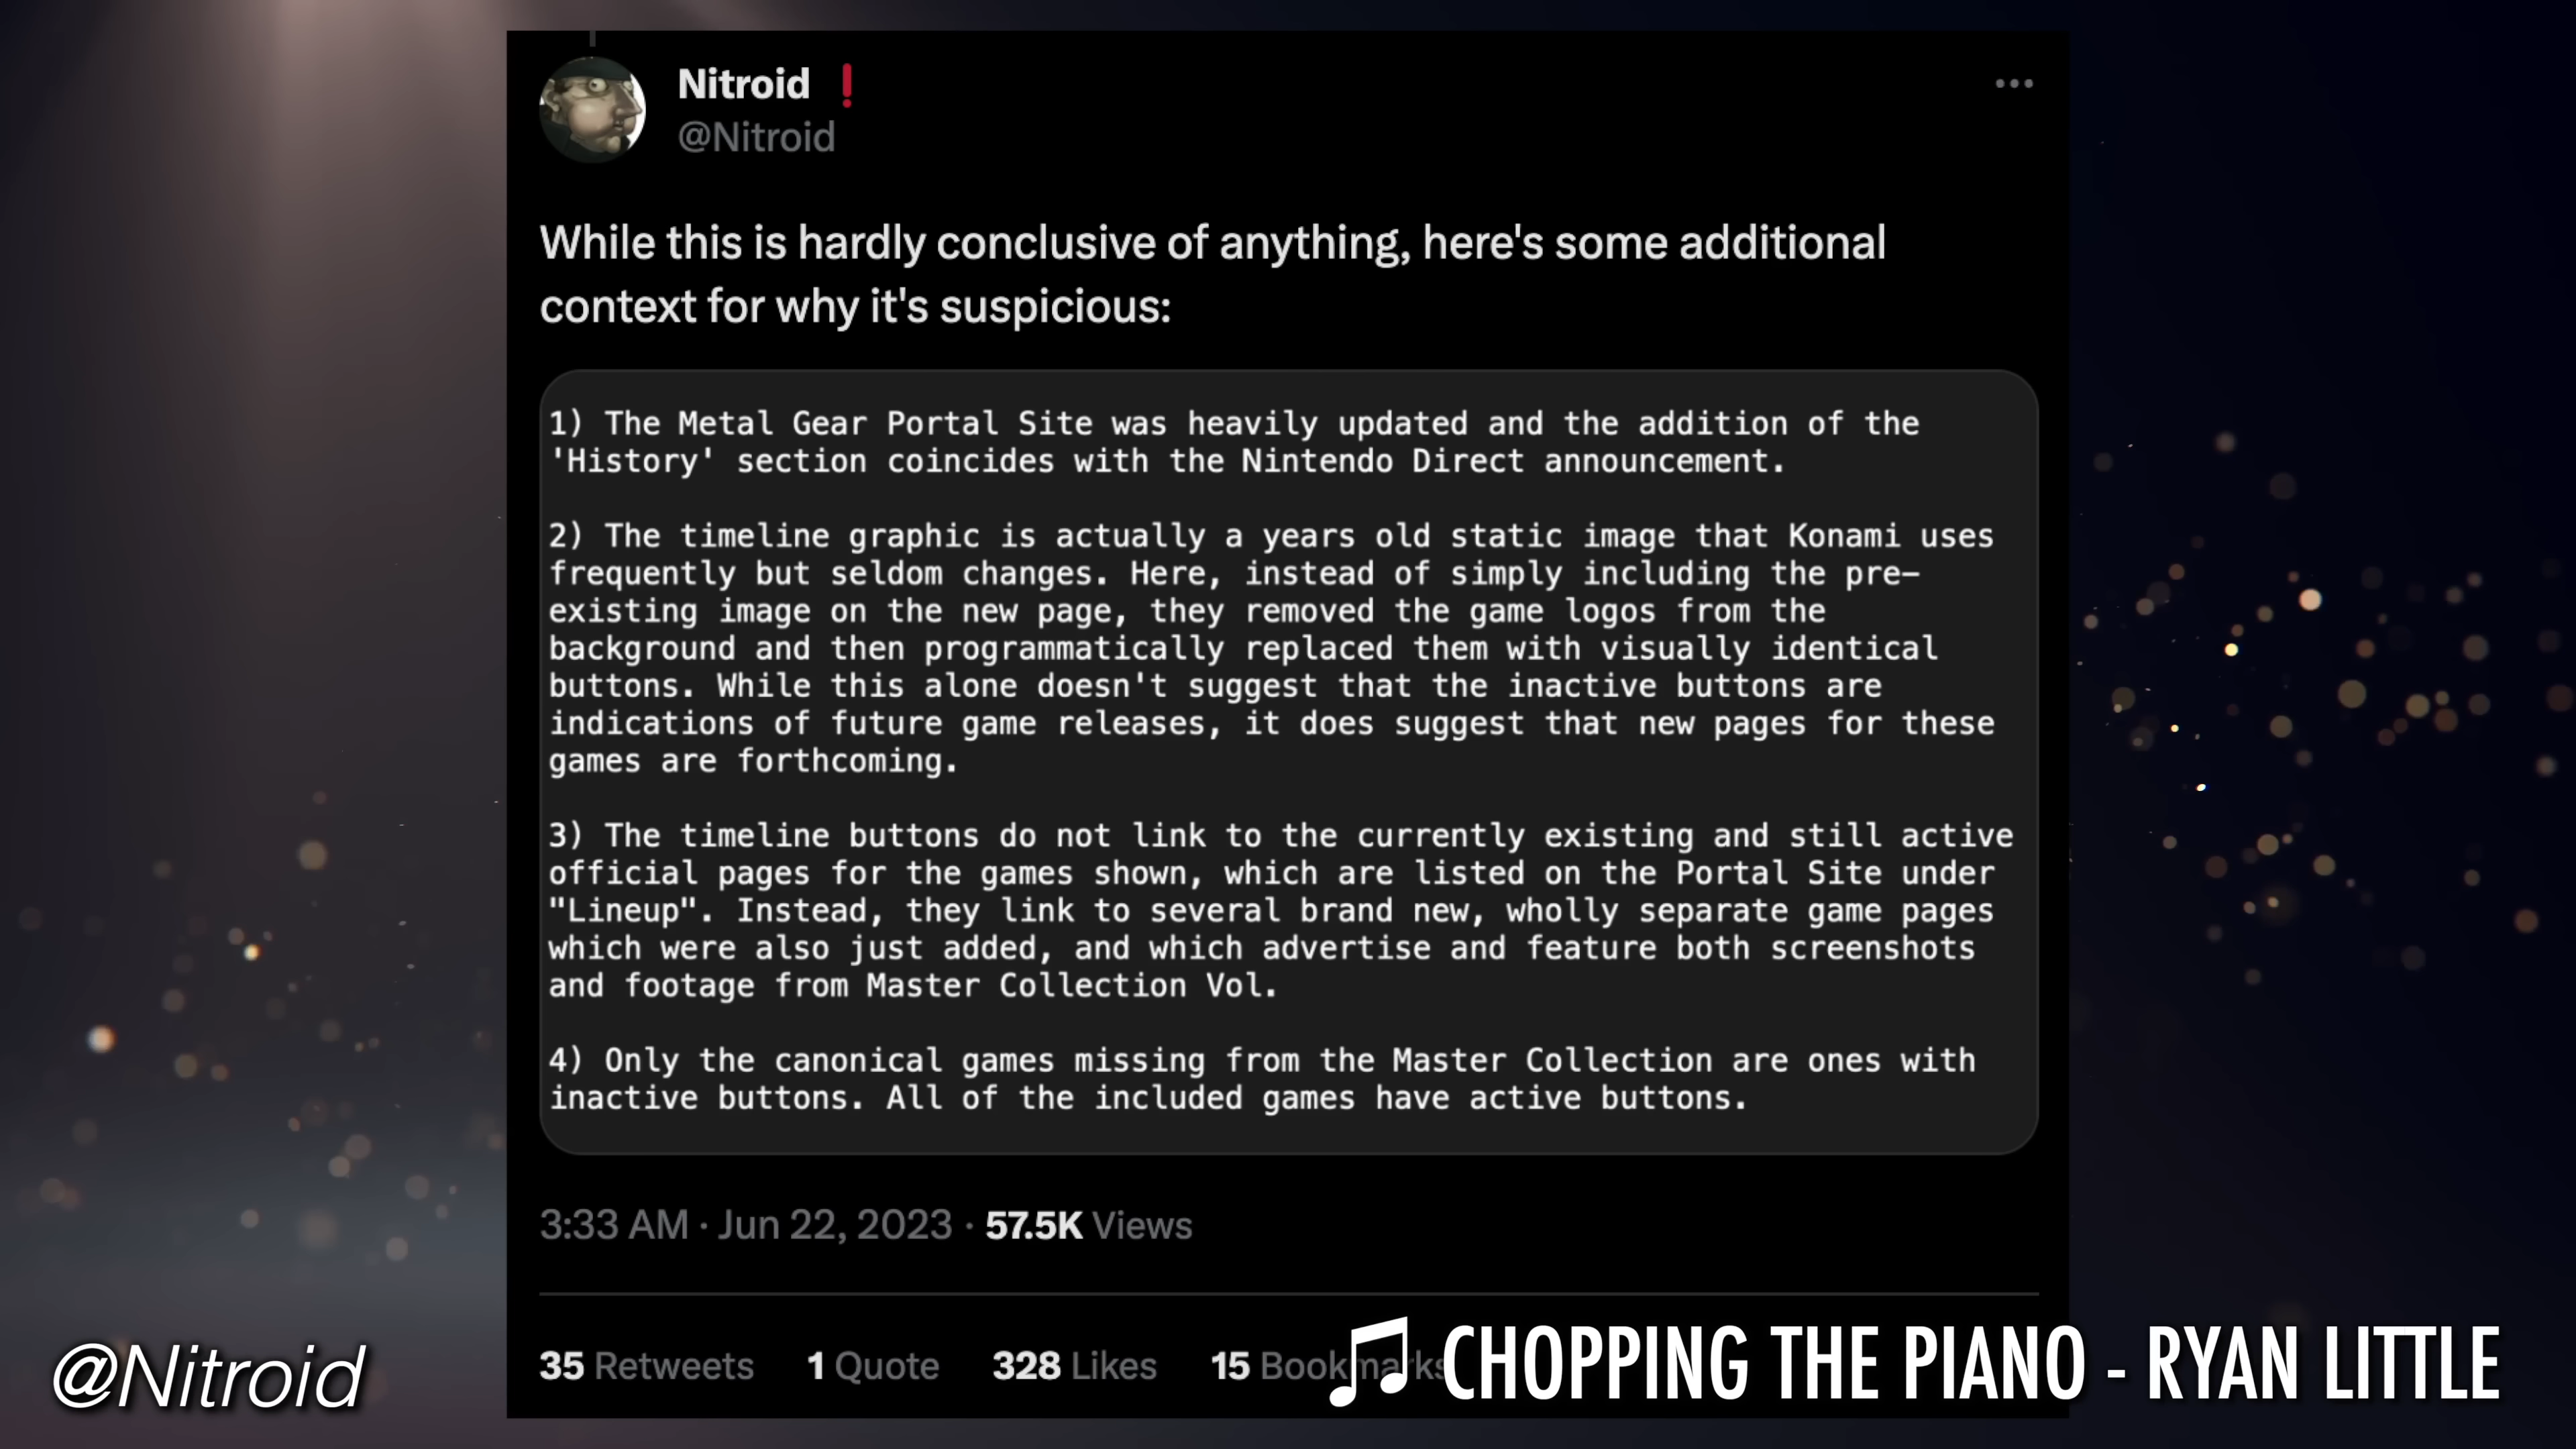 Nitroid❗
@Nitroid
While this is hardly conclusive of anything, here's some additional
context for why it's suspicious:
1) The Metal Gear Portal Site was heavily updated and the addition of the
'History' section coincides with the Nintendo Direct announcement.
2) The timeline graphic is actually a years old static image that Konami uses
frequently but seldom changes. Here, instead of simply including the pre-
existing image on the new page, they removed the game logos from the
background and then programmatically replaced them with visually identical
buttons. While this alone doesn't suggest that the inactive buttons are
indications of future game releases, it does suggest that new pages for these
games are forthcoming.
3) The timeline buttons do not link to the currently existing and still active
official pages for the games shown, which are listed on the Portal Site under
"Lineup". Instead, they link to several brand new, wholly separate game pages
which were also just added, and which advertise and feature both screenshots
and footage from Master Collection Vol.
4) Only the canonical games missing from the Master Collection are ones with
inactive buttons. All of the included games have active buttons.
3:33 AM · Jun 22, 2023 · 57.5K Views
35 Retweets 1 Quote 328 Likes 15 Bookmarks
@Nitroid
CHOPPING THE PIANO - RYAN LITTLE